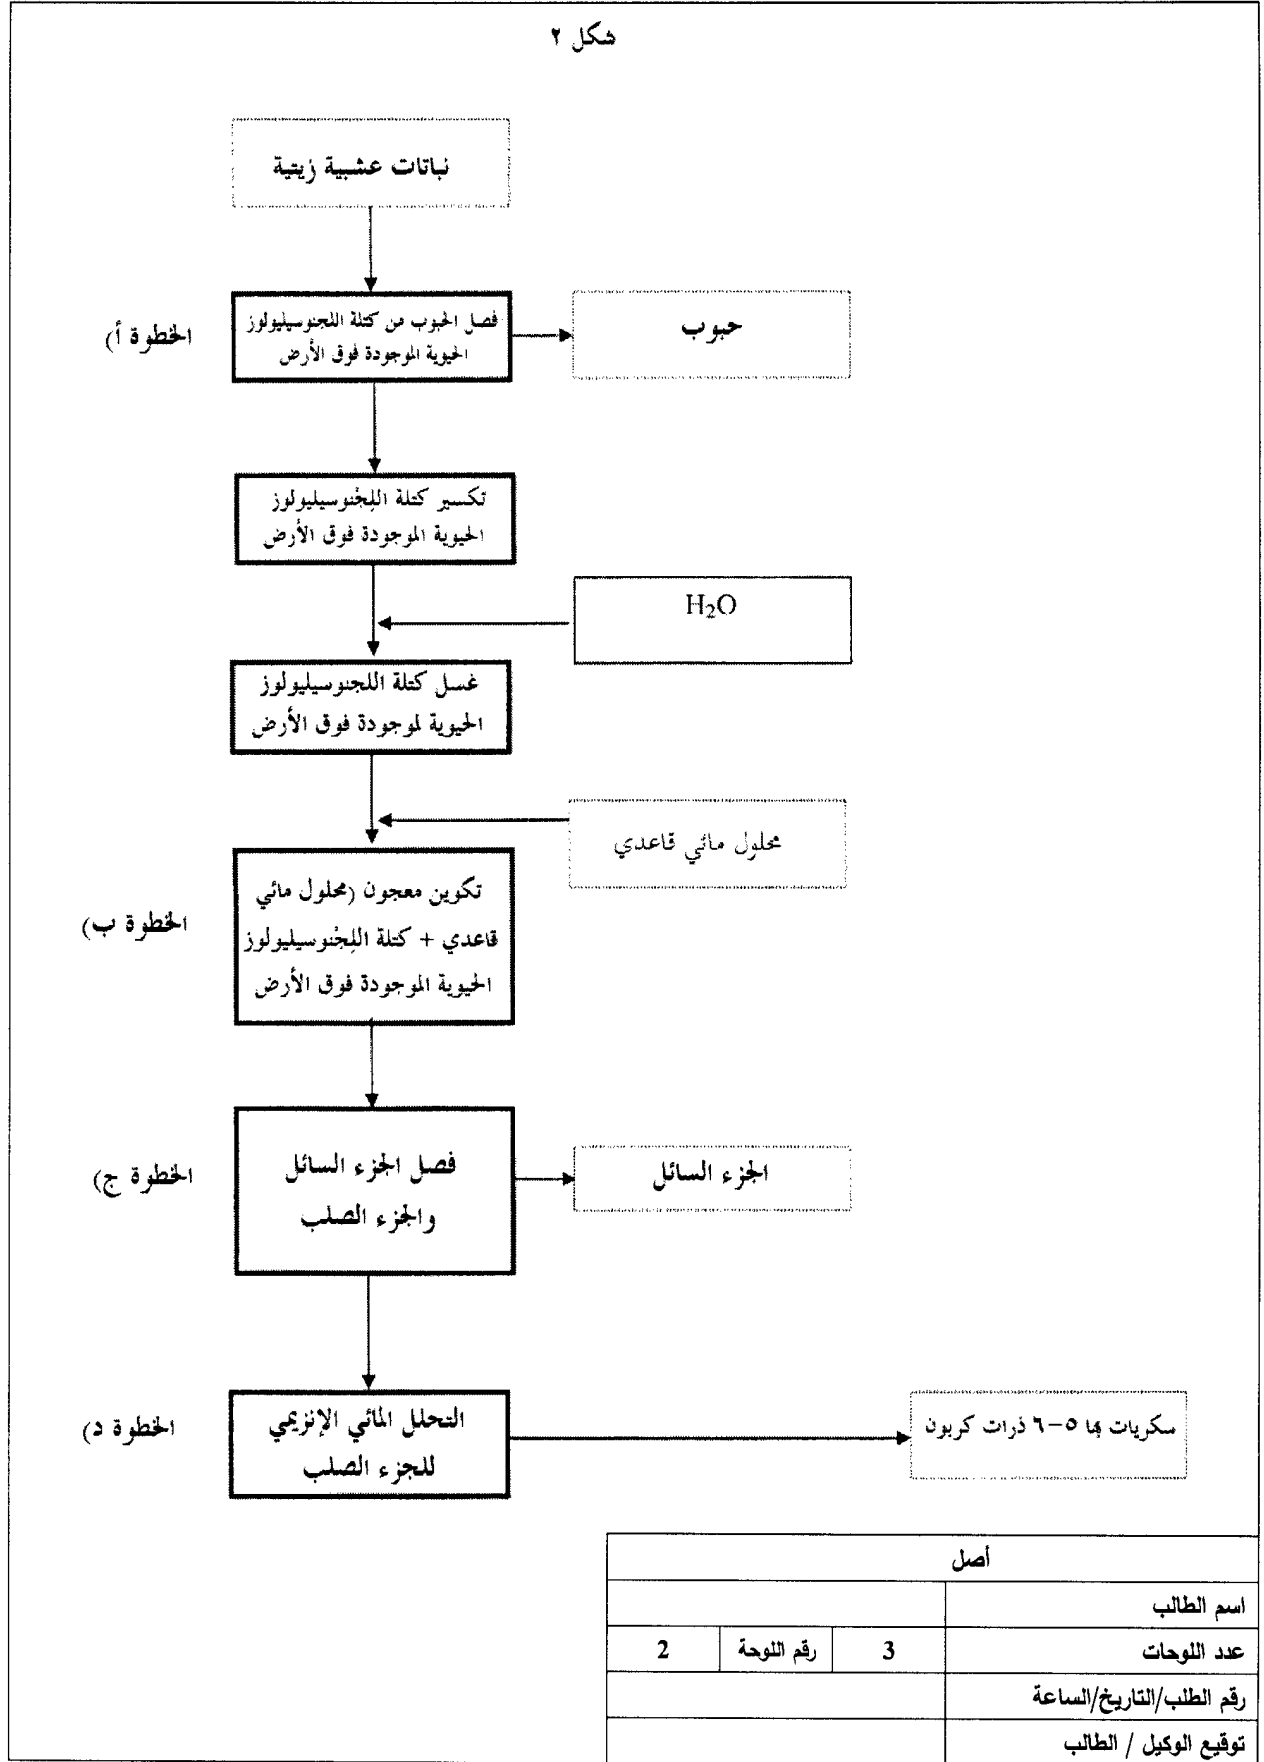 شكل ٢
نباتات عشبية زيتية
الخطوة أ)
فصل الحبوب من كتلة اللجنوسيليولوز
الحيوية الموجودة فوق الأرض
حبوب
تكسير كتلة اللِجْنوسيليولوز
الحيوية الموجودة فوق الأرض
H₂O
غسل كتلة اللجنوسيليولوز
الحيوية لموجودة فوق الأرض
محلول مائي قاعدي
الخطوة ب)
تكوين معجون (محلول مائي
قاعدي + كتلة اللِجْنوسيليولوز
الحيوية الموجودة فوق الأرض
الخطوة ج)
فصل الجزء السائل
والجزء الصلب
الجزء السائل
الخطوة د)
التحلل المائي الإنزيمي
للجزء الصلب
سكريات بها ٥-٦ ذرات كربون
أصل
اسم الطالب
عدد اللوحات 3 رقم اللوحة 2
رقم الطلب/التاريخ/الساعة
توقيع الوكيل / الطالب